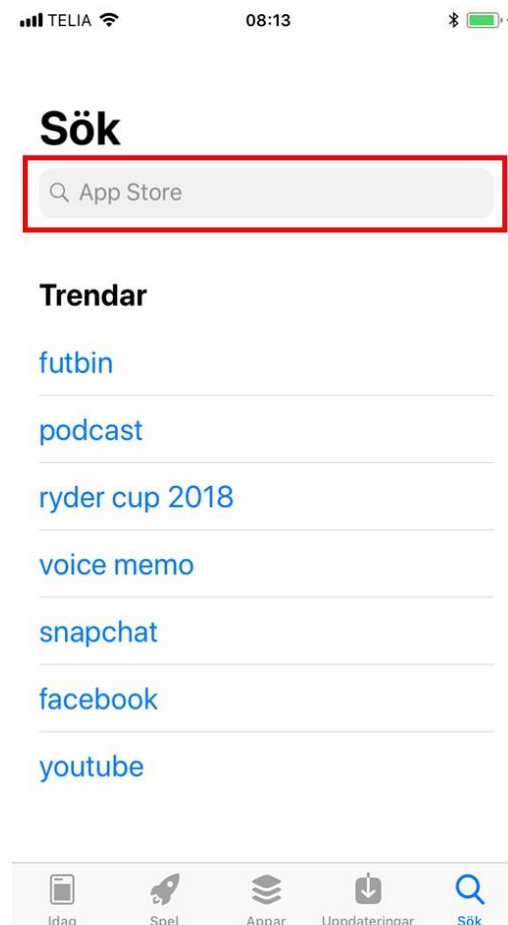 TELIA 08:13
Sök
App Store
Trendar
futbin
podcast
ryder cup 2018
voice memo
snapchat
facebook
youtube
Idag Spel Appar Uppdateringar Sök